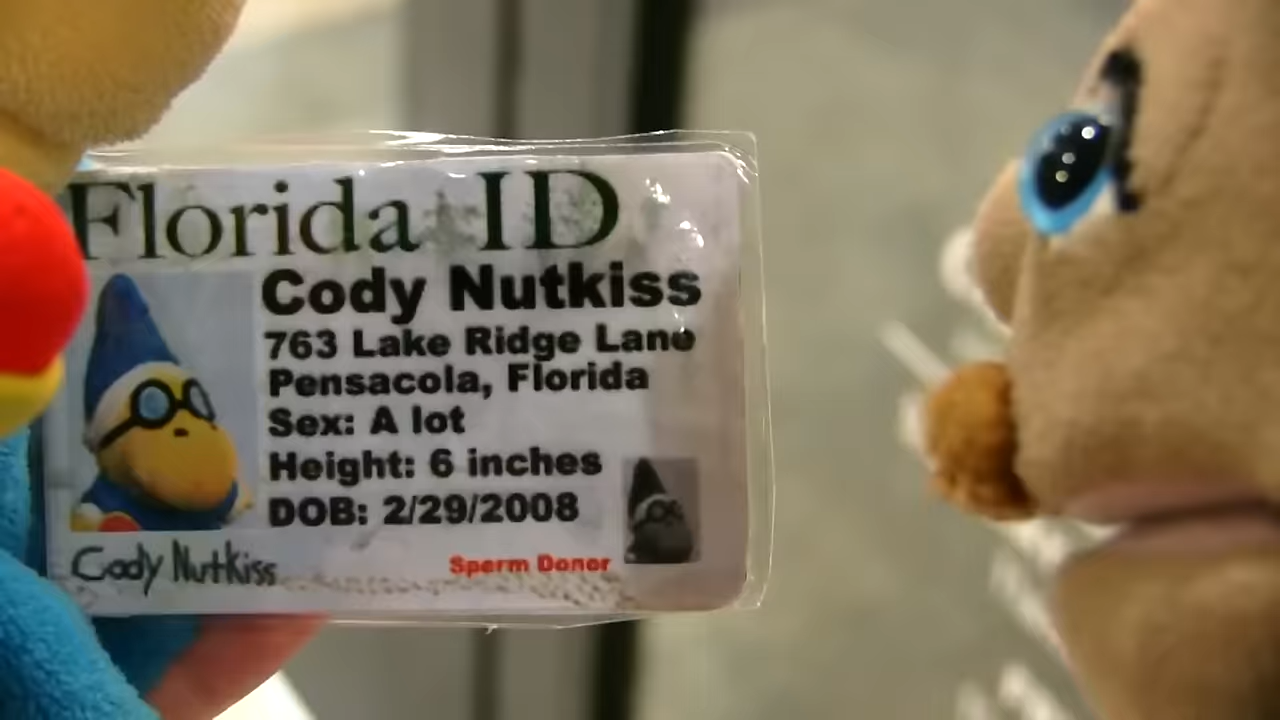 Florida ID
Cody Nutkiss
763 Lake Ridge Lane
Pensacola, Florida
Sex: A lot
Height: 6 inches
DOB: 2/29/2008
Cody Nutkiss
Sperm Donor